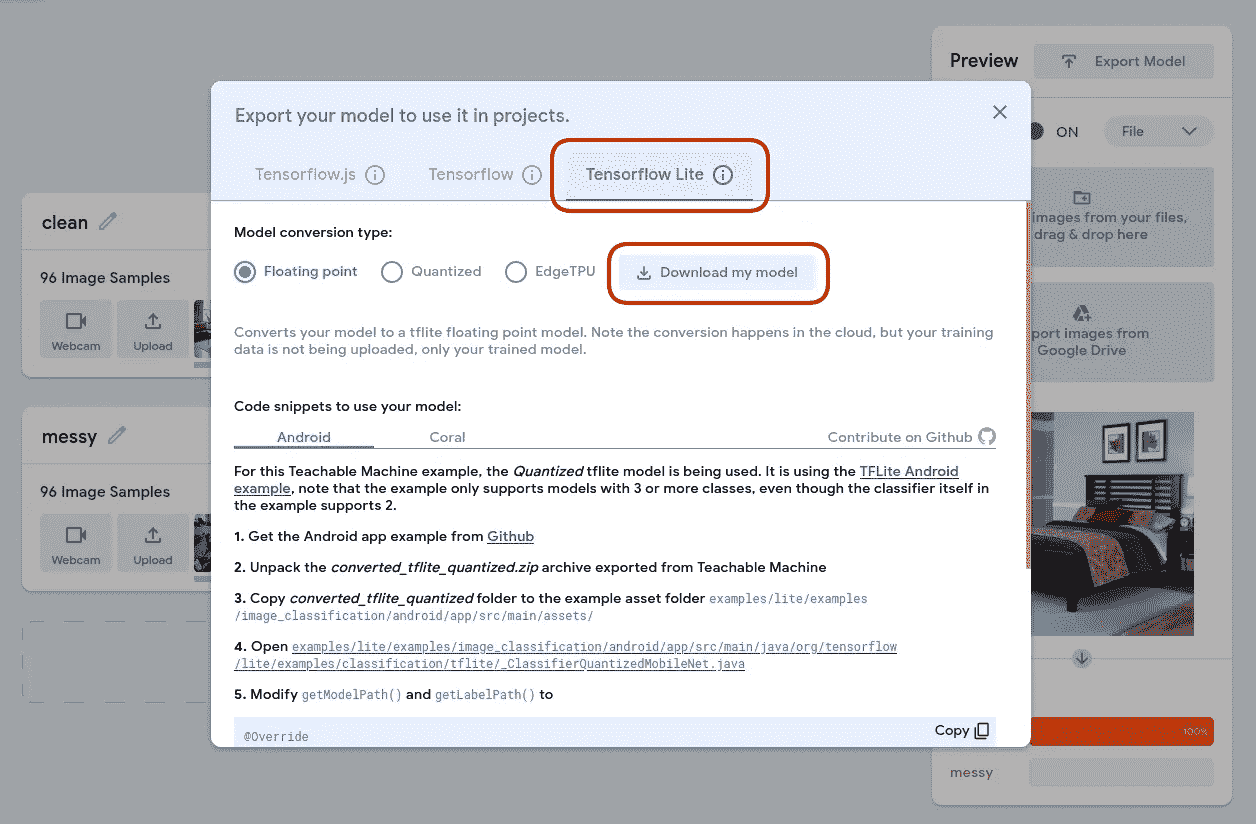 Preview
Export Model
Export your model to use it in projects.
ON
File
Tensorflow.js
Tensorflow
Tensorflow Lite
clean
96 Image Samples
Webcam
Upload
messy
96 Image Samples
Webcam
Upload
Model conversion type:
Floating point
Quantized
EdgeTPU
Download my model
Converts your model to a tflite floating point model. Note the conversion happens in the cloud, but your training
data is not being uploaded, only your trained model.
Code snippets to use your model:
Android
Coral
Contribute on Github
For this Teachable Machine example, the Quantized tflite model is being used. It is using the TFLite Android
example, note that the example only supports models with 3 or more classes, even though the classifier itself in
the example supports 2.
1. Get the Android app example from Github
2. Unpack the converted_tflite_quantized.zip archive exported from Teachable Machine
3. Copy converted_tflite_quantized folder to the example asset folder examples/lite/examples
/image_classification/android/app/src/main/assets/
4. Open examples/lite/examples/image_classification/android/app/src/main/java/org/tensorflow
/lite/examples/classification/tflite/_ClassifierQuantizedMobileNet.java
5. Modify getModelPath() and getLabelPath() to
Copy
@Override
images from your files,
drag & drop here
port images from
Google Drive
100%
messy